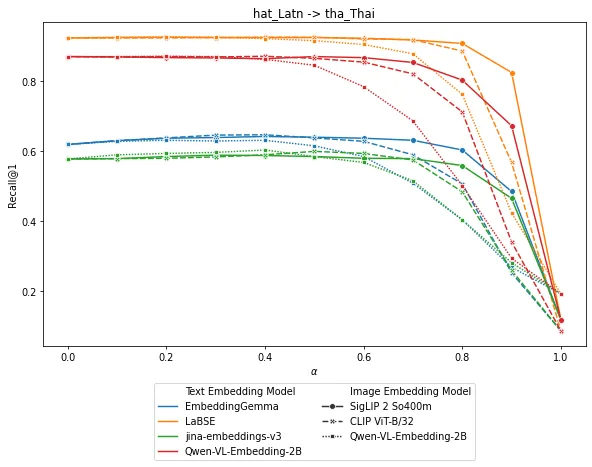 hat_Latn -> tha_Thai
Recall@1
0.8
0.6
0.4
0.2
0.0 0.2 0.4 0.6 0.8 1.0
α
Text Embedding Model Image Embedding Model
EmbeddingGemma SigLIP 2 So400m
LaBSE CLIP ViT-B/32
jina-embeddings-v3 Qwen-VL-Embedding-2B
Qwen-VL-Embedding-2B